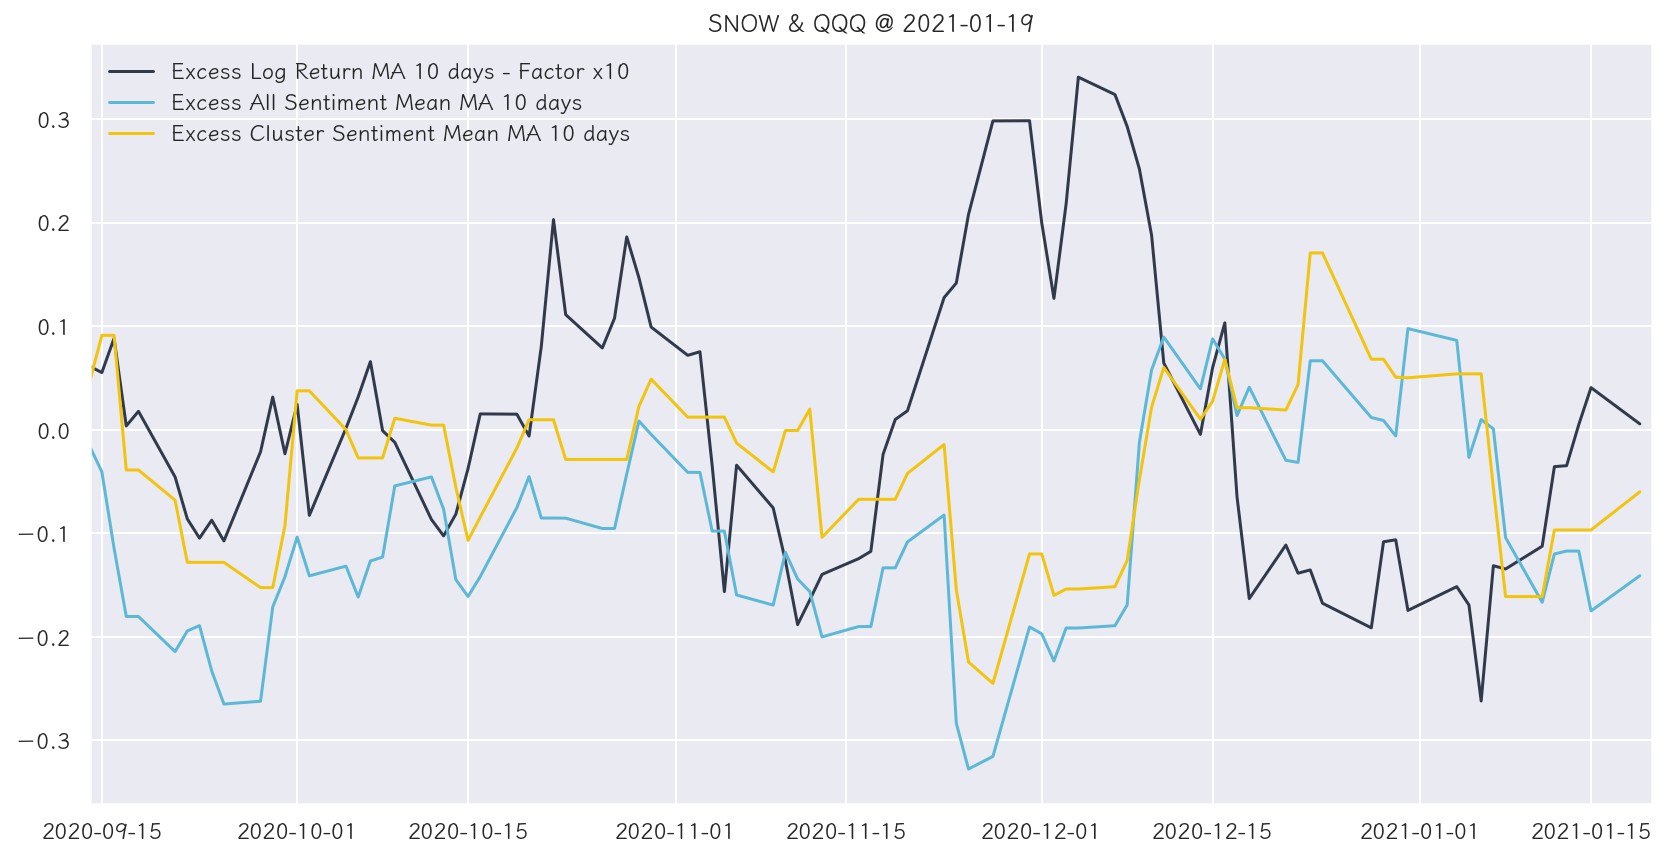 SNOW & QQQ @ 2021-01-19
Excess Log Return MA 10 days - Factor x10
Excess All Sentiment Mean MA 10 days
Excess Cluster Sentiment Mean MA 10 days
0.3
0.2
0.1
0.0
−0.1
−0.2
−0.3
2020-09-15 2020-10-01 2020-10-15 2020-11-01 2020-11-15 2020-12-01 2020-12-15 2021-01-01 2021-01-15